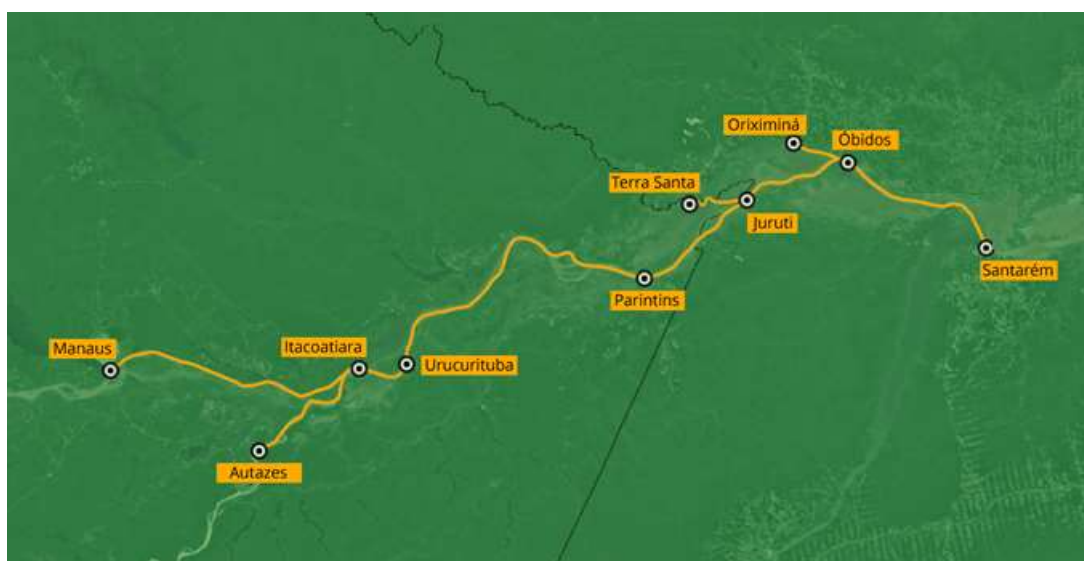 Oriximiná
Óbidos
Terra Santa
Juruti
Santarém
Parintins
Manaus
Itacoatiara
Urucurituba
Autazes